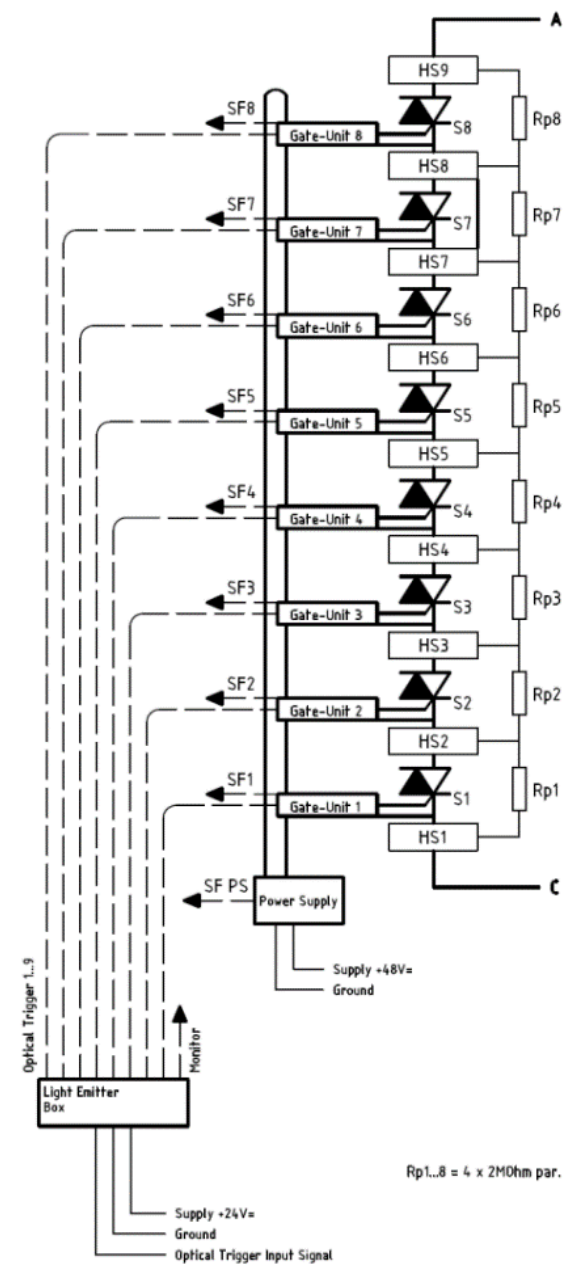 A
HS9
SF8
Rp8
Gate-Unit 8
S8
HS8
SF7
Rp7
Gate-Unit 7
S7
HS7
SF6
Rp6
Gate-Unit 6
S6
HS6
SF5
Rp5
Gate-Unit 5
S5
HS5
SF4
Rp4
Gate-Unit 4
S4
HS4
SF3
Rp3
Gate-Unit 3
S3
HS3
SF2
Rp2
Gate-Unit 2
S2
HS2
SF1
Rp1
Gate-Unit 1
S1
HS1
C
SF PS
Power Supply
Supply +48V=
Ground
Optical Trigger 1...9
Monitor
Light Emitter
Box
Rp1...8 = 4 x 2MOhm par.
Supply +24V=
Ground
Optical Trigger Input Signal